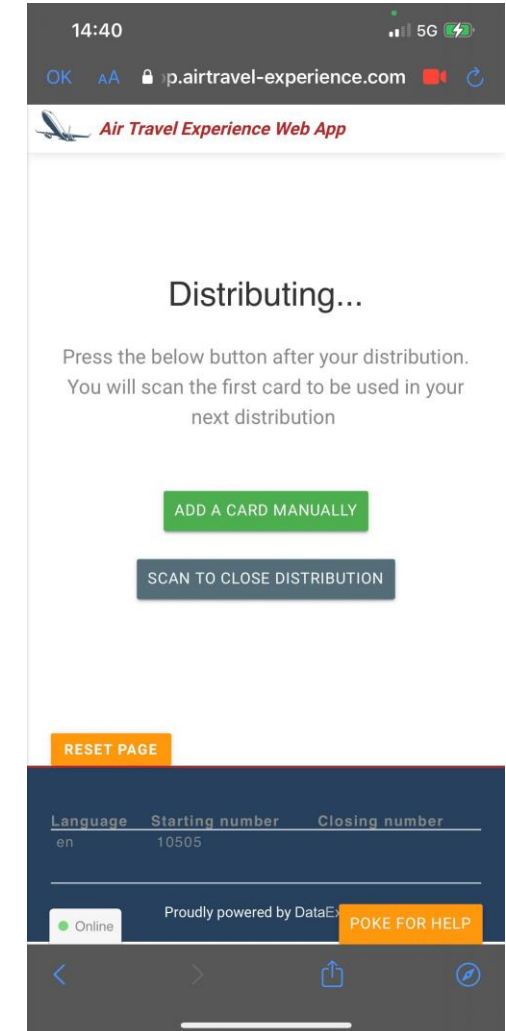 14:40
5G
OK AA p.airtravel-experience.com
Air Travel Experience Web App
Distributing...
Press the below button after your distribution.
You will scan the first card to be used in your
next distribution
ADD A CARD MANUALLY
SCAN TO CLOSE DISTRIBUTION
RESET PAGE
Language Starting number Closing number
en 10505
Proudly powered by DataEx
Online
POKE FOR HELP